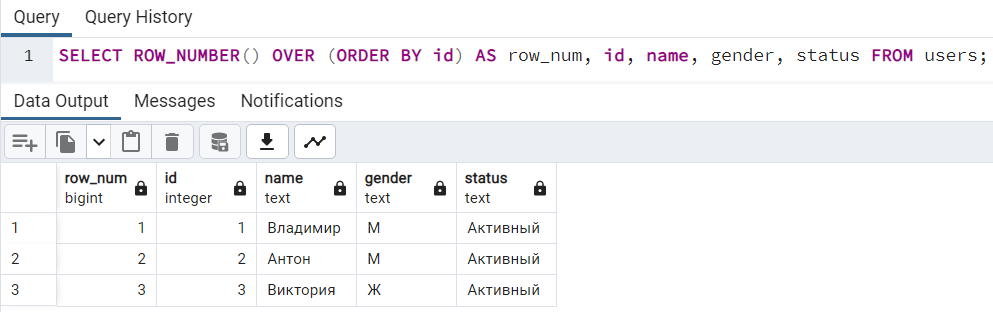 Query Query History
1 SELECT ROW_NUMBER() OVER (ORDER BY id) AS row_num, id, name, gender, status FROM users;
Data Output Messages Notifications
row_num id name gender status
bigint integer text text text
1 1 1 Владимир М Активный
2 2 2 Антон М Активный
3 3 3 Виктория Ж Активный